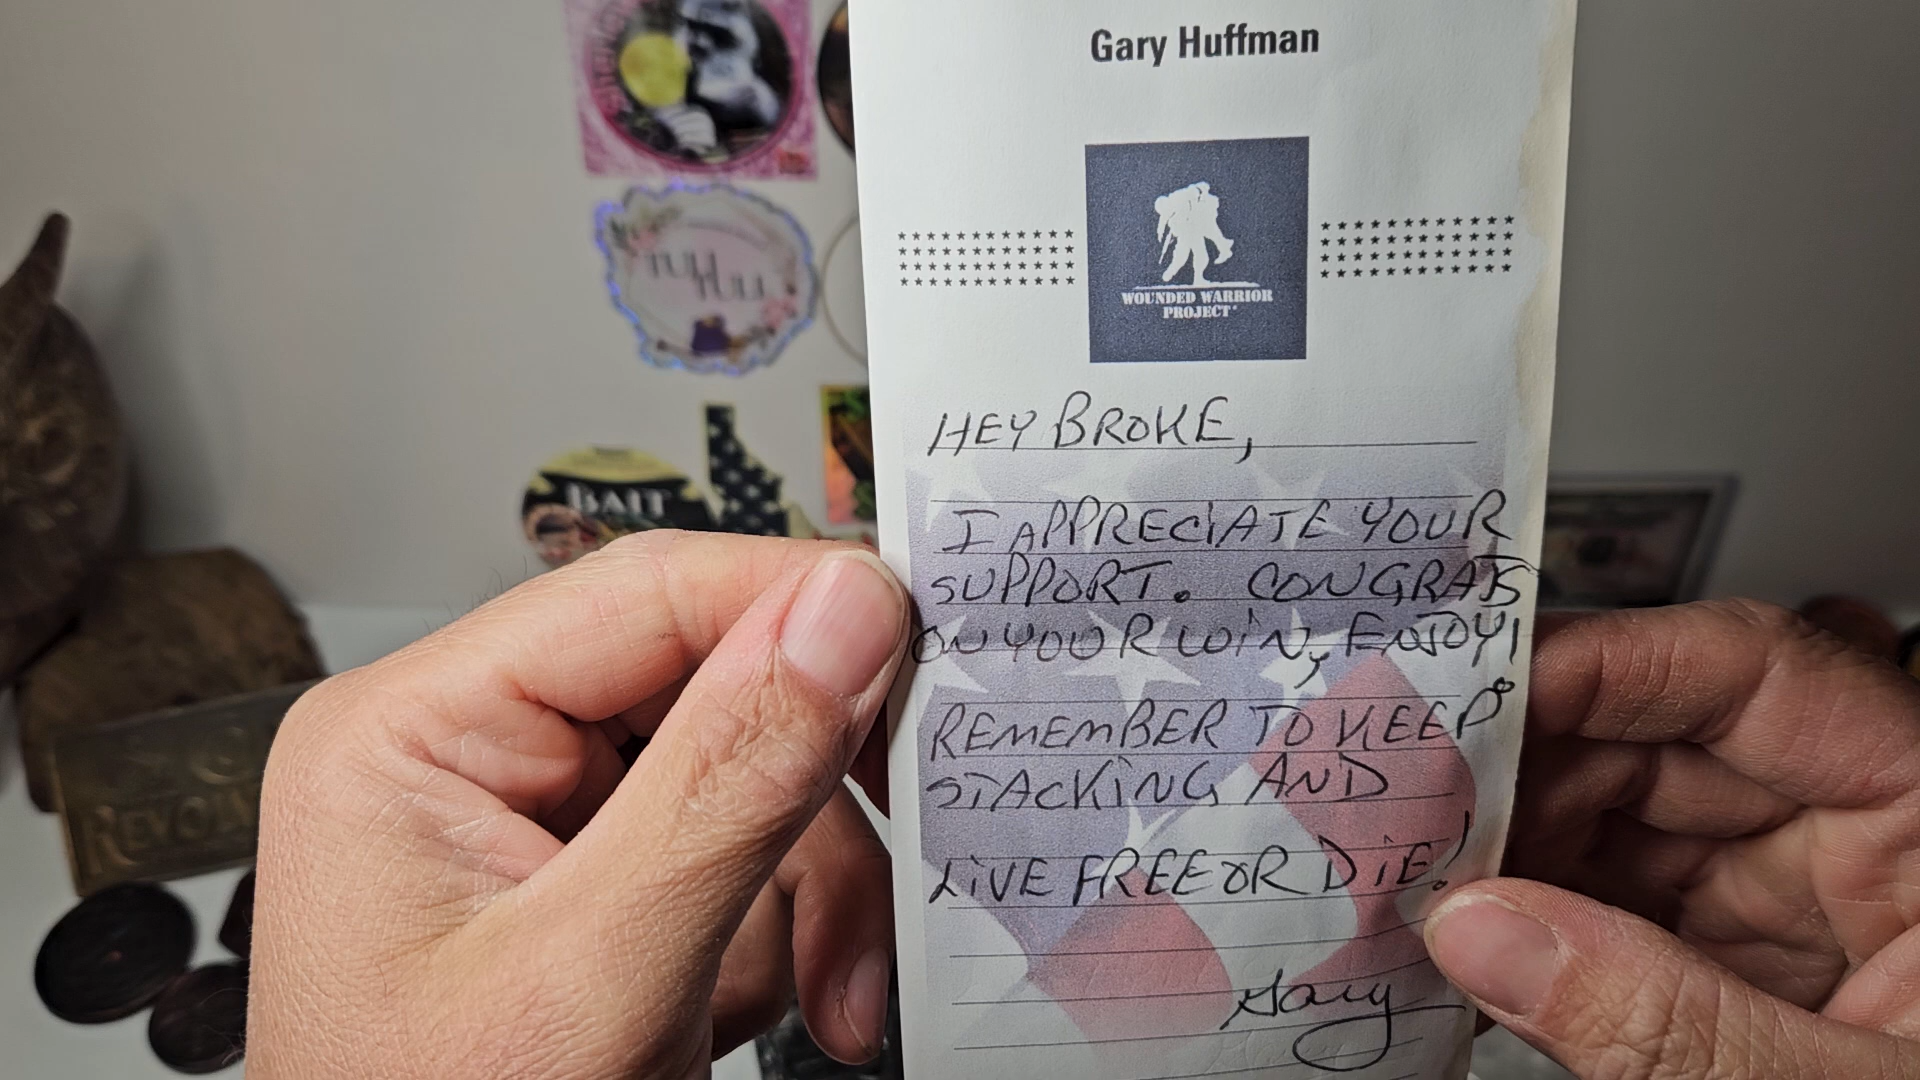 Gary Huffman
WOUNDED WARRIOR
PROJECT
HEY BROKE,
I APPRECIATE YOUR
SUPPORT. CONGRATS
ON YOUR WIN, ENJOY!
REMEMBER TO KEEP
STACKING AND
LIVE FREE OR DIE!
Gary
BAIT